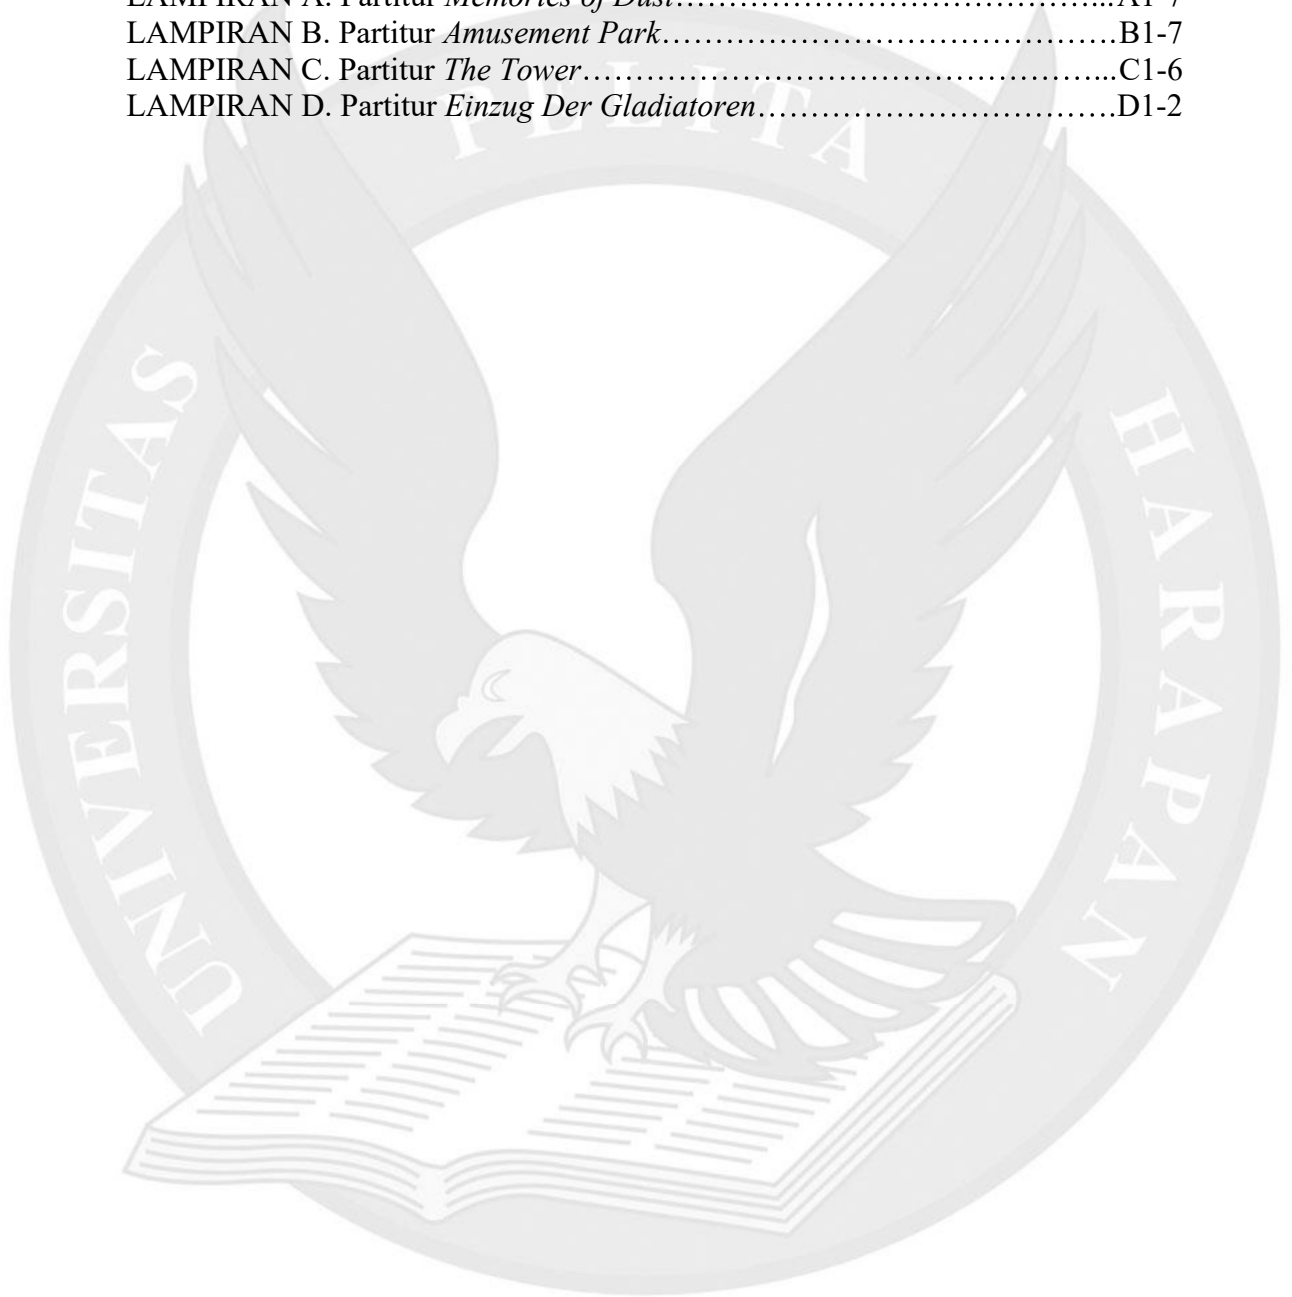 LAMPIRAN A. Partitur Memories of Dust…………………………………………...A1-7
LAMPIRAN B. Partitur Amusement Park…………………………………………….B1-7
LAMPIRAN C. Partitur The Tower…………………………………………………...C1-6
LAMPIRAN D. Partitur Einzug Der Gladiatoren…………………………………….D1-2
UNIVERSITAS
PELITA
HARAPAN